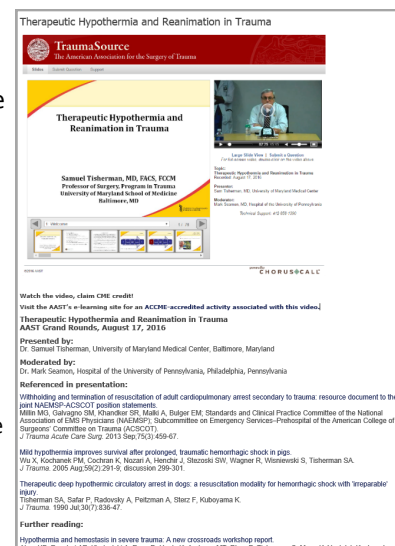 Therapeutic Hypothermia and Reanimation in Trauma
TraumaSource
The American Association for the Surgery of Trauma
Slides Submit Question Support
Therapeutic Hypothermia and
Reanimation in Trauma
Samuel Tisherman, MD, FACS, FCCM
Professor of Surgery, Program in Trauma
University of Maryland School of Medicine
Baltimore, MD
Large Slide View | Submit a Question
Topic:
Therapeutic Hypothermia and Reanimation in Trauma
Recorded: August 17, 2016
Presenter:
Sam Tisherman, MD, University of Maryland Medical Center
Moderator:
Mark Seamon, MD, Hospital of the University of Pennsylvania
CHORUS CALL
Watch the video, claim CME credit!
Visit the AAST's e-learning site for an ACCME-accredited activity associated with this video.
Therapeutic Hypothermia and Reanimation in Trauma
AAST Grand Rounds, August 17, 2016
Presented by:
Dr. Samuel Tisherman, University of Maryland Medical Center, Baltimore, Maryland
Moderated by:
Dr. Mark Seamon, Hospital of the University of Pennsylvania, Philadelphia, Pennsylvania
Referenced in presentation:
Withholding and termination of resuscitation of adult cardiopulmonary arrest secondary to trauma: resource document to the
joint NAEMSP-ACSCOT position statements.
Millin MG, Galvagno SM, Khandker SR, Malki A, Bulger EM; Standards and Clinical Practice Committee of the National
Association of EMS Physicians (NAEMSP); Subcommittee on Emergency Services–Prehospital of the American College of
Surgeons' Committee on Trauma (ACSCOT).
J Trauma Acute Care Surg. 2013 Sep;75(3):459-67.
Mild hypothermia improves survival after prolonged, traumatic hemorrhagic shock in pigs.
Wu X, Kochanek PM, Cochran K, Nozari A, Henchir J, Stezoski SW, Wagner R, Wisniewski S, Tisherman SA.
J Trauma. 2005 Aug;59(2):291-9; discussion 299-301.
Therapeutic deep hypothermic circulatory arrest in dogs: a resuscitation modality for hemorrhagic shock with 'irreparable'
injury.
Tisherman SA, Safar P, Radovsky A, Peitzman A, Sterz F, Kuboyama K.
J Trauma. 1990 Jul;30(7):836-47.
Further reading:
Hypothermia and hemostasis in severe trauma: A new crossroads workshop report.